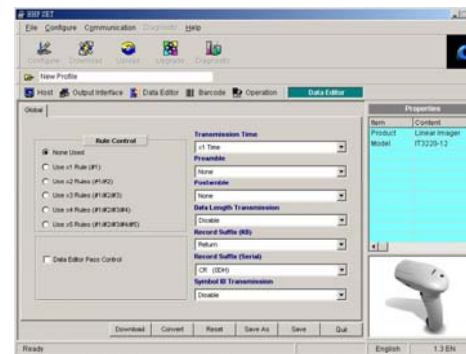 HHP SET
File Configure Communication Diagnostic Help
Configure Download Upload Upgrade Diagnostic
New Profile
Host Output Interface Data Editor Barcode Operation Data Editor
Global
Rule Control
None Used
Use x1 Rule (#1)
Use x2 Rules (#1#2)
Use x3 Rules (#1#2#3)
Use x4 Rules (#1#2#3#4)
Use x5 Rules (#1#2#3#4#5)
Data Editor Pass Control
Transmission Time
x1 Time
Preamble
None
Postamble
None
Data Length Transmission
Disable
Record Suffix (KB)
Return
Record Suffix (Serial)
CR (0DH)
Symbol ID Transmission
Disable
Download Convert Reset Save As Save Quit
Properties
Item Content
Product Linear Imager
Model IT3220-12
Ready English 1.3 EN